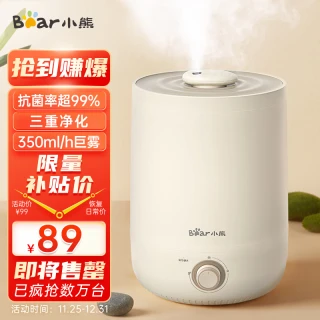 Bear小熊
抢到赚爆
抗菌率超99%
三重净化
350ml/h巨雾
限量
补贴价
活动价
¥99
恢复
日常价
¥89
即将售罄
已疯抢数万台
活动时间：11.25-12.31
Bear小熊